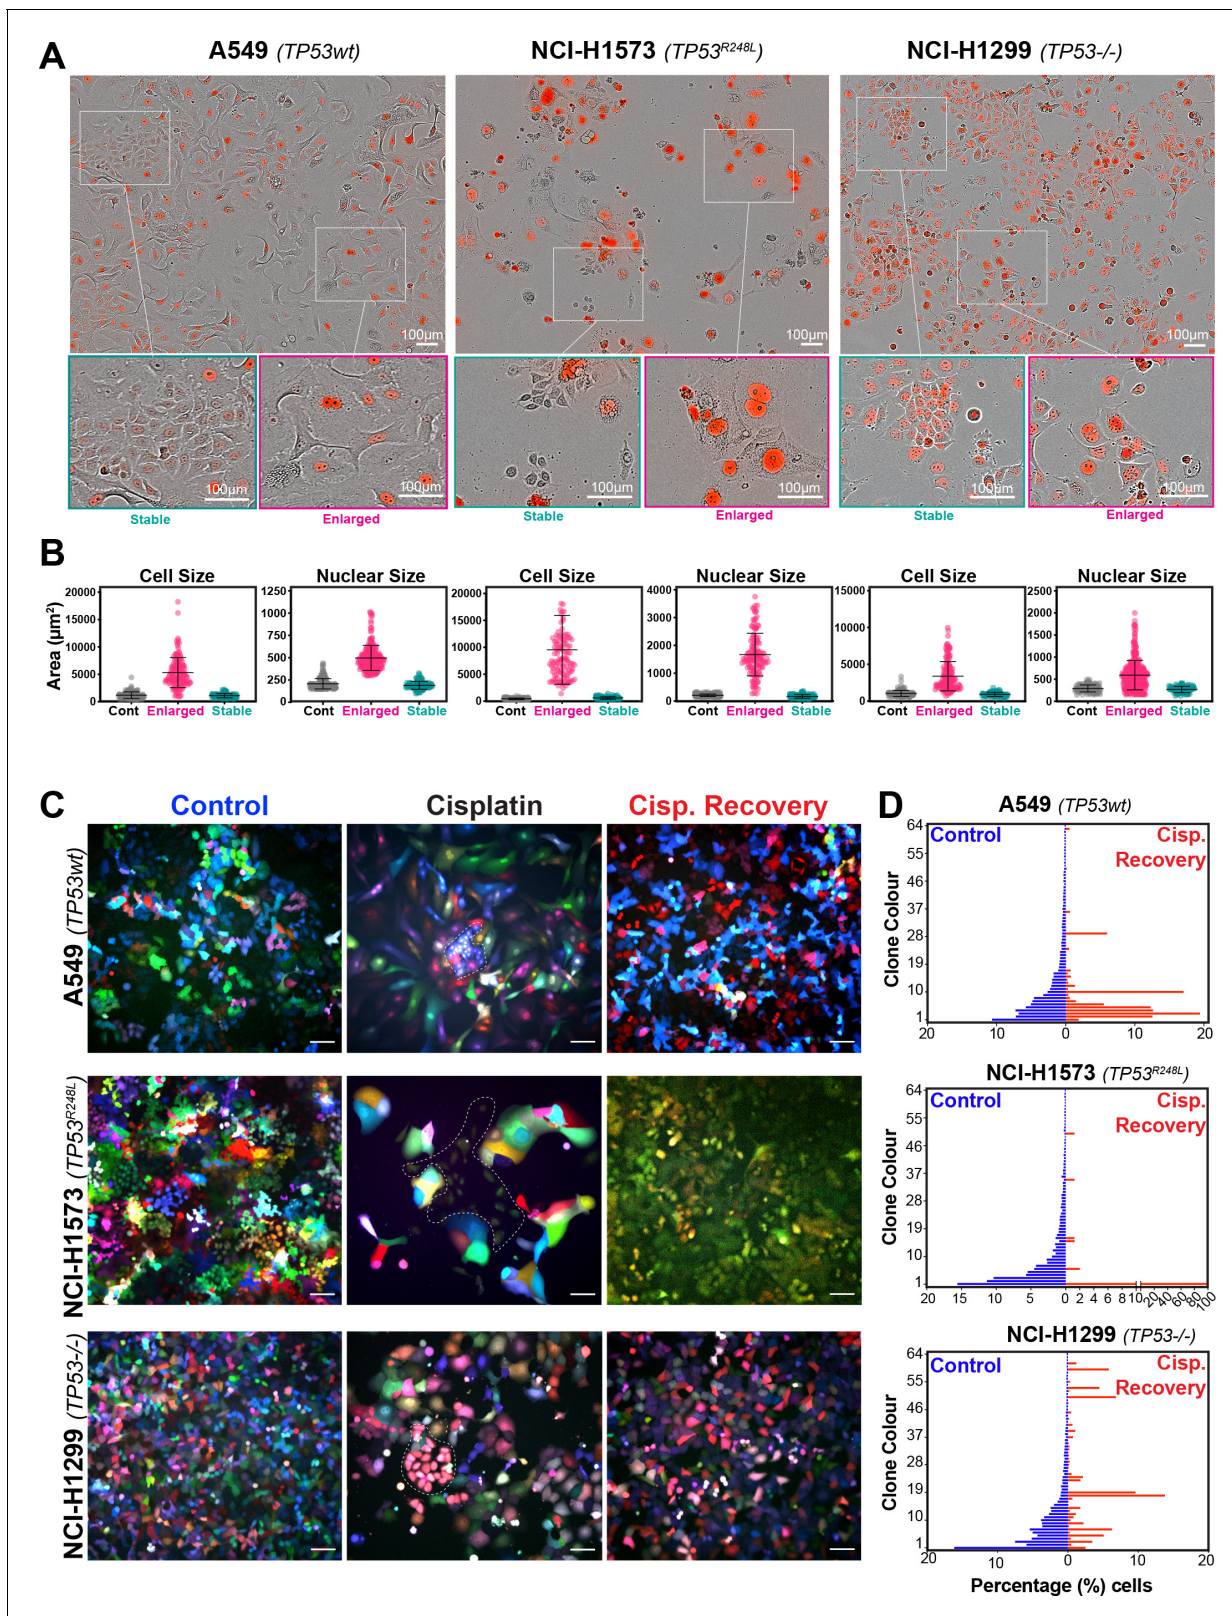 A
A549 (TP53wt)
NCI-H1573 (TP53R248L)
NCI-H1299 (TP53-/-)
100µm
100µm
100µm
100µm
100µm
100µm
100µm
100µm
100µm
Stable
Enlarged
Stable
Enlarged
Stable
Enlarged
B
Cell Size
Nuclear Size
Cell Size
Nuclear Size
Cell Size
Nuclear Size
Area (µm2)
20000
15000
10000
5000
0
Cont Enlarged Stable
1250
1000
750
500
250
0
Cont Enlarged Stable
20000
15000
10000
5000
0
Cont Enlarged Stable
4000
3000
2000
1000
0
Cont Enlarged Stable
15000
10000
5000
0
Cont Enlarged Stable
2500
2000
1500
1000
500
0
Cont Enlarged Stable
C
Control
Cisplatin
Cisp. Recovery
A549 (TP53wt)
NCI-H1573 (TP53R248L)
NCI-H1299 (TP53-/-)
D
A549 (TP53wt)
Control
Cisp.
Recovery
Clone Colour
64
55
46
37
28
19
10
1
20 10 0 10 20
NCI-H1573 (TP53R248L)
Control
Cisp.
Recovery
Clone Colour
64
55
46
37
28
19
10
1
20 15 10 5 0 2 4 6 8 10 20 40 60 80 100
NCI-H1299 (TP53-/-)
Control
Cisp.
Recovery
Clone Colour
64
55
46
37
28
19
10
1
20 10 0 10 20
Percentage (%) cells